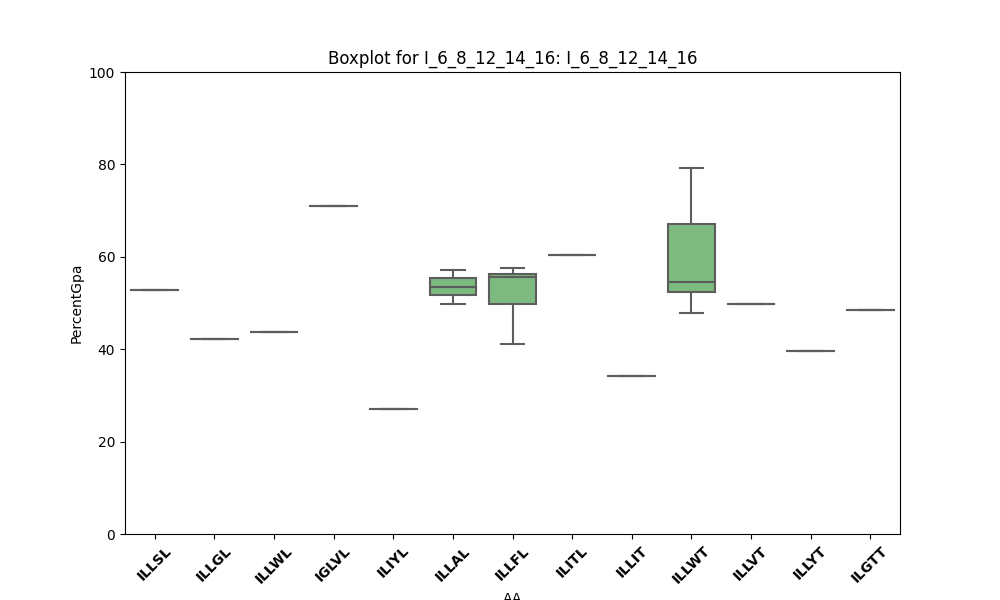 Boxplot for I_6_8_12_14_16: I_6_8_12_14_16
100
80
60
40
20
0
PercentGpa
ILLSL
ILLGL
ILLWL
IGLVL
ILIYL
ILLAL
ILLFL
ILITL
ILLIT
ILLWT
ILLVT
ILLYT
ILGTT
AA